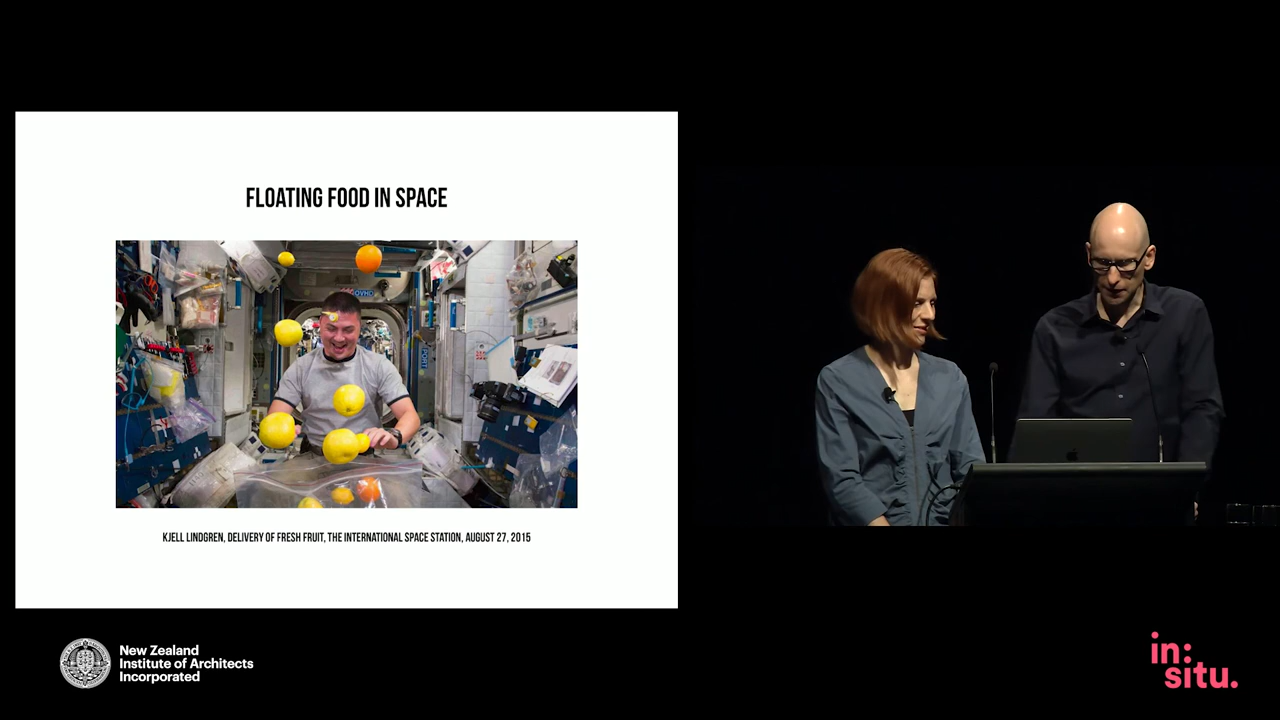 FLOATING FOOD IN SPACE
KJELL LINDGREN, DELIVERY OF FRESH FRUIT, THE INTERNATIONAL SPACE STATION, AUGUST 27, 2015
New Zealand
Institute of Architects
Incorporated
in:
situ.